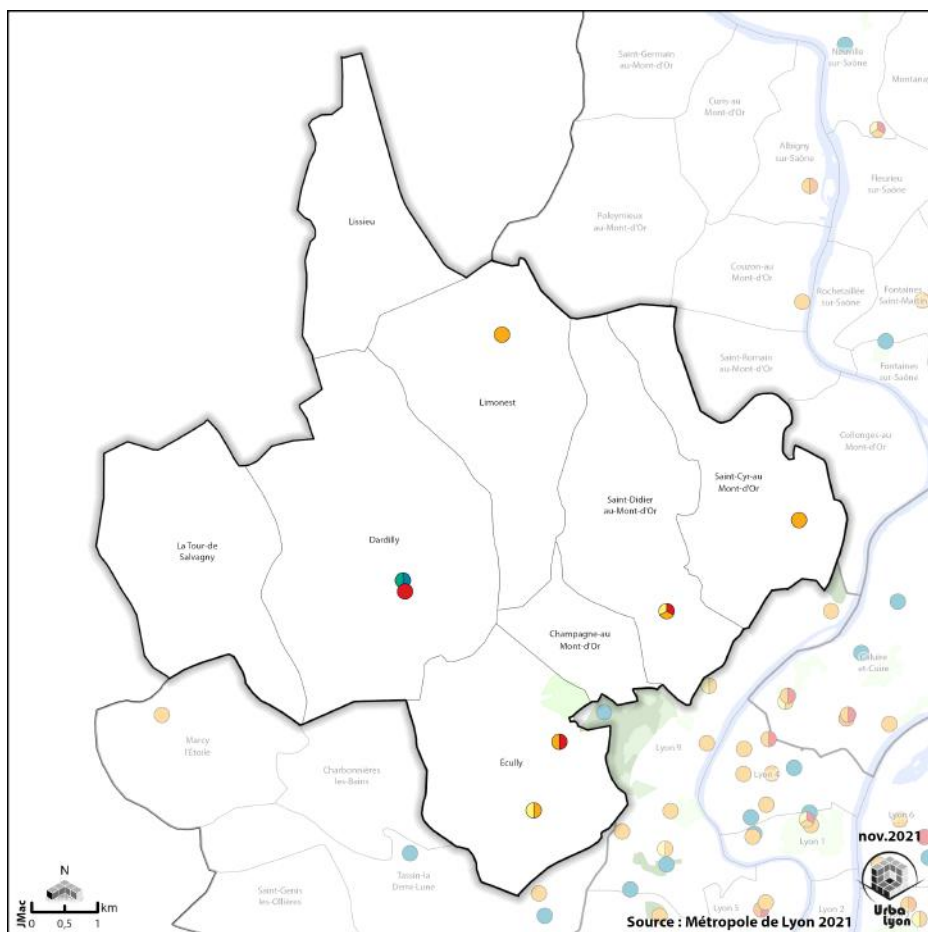 Saint-Germain
au-Mont-d'Or
Neuville
sur-Saône
Montanay
Curis-au
Mont-d'Or
Albigny
sur-Saône
Fleurieu
sur-Saône
Lissieu
Poleymieux
au-Mont-d'Or
Couzon-au
Mont-d'Or
Rochetaillée
sur-Saône
Fontaines
Saint-Martin
Saint-Romain
au-Mont-d'Or
Fontaines
sur-Saône
Limonest
Collonges-au
Mont-d'Or
Saint-Cyr-au
Mont-d'Or
Saint-Didier
au-Mont-d'Or
La Tour-de
Salvagny
Dardilly
Champagne-au
Mont-d'Or
Caluire
et-Cuire
Marcy
l'Etoile
Charbonnières
les-Bains
Écully
Lyon 9
Lyon 4
Lyon 6
Lyon 1
nov.2021
Tassin-la
Demi-Lune
Saint-Genis
les-Ollières
Lyon 5
Lyon 2
N
JMac
0 0,5 1 km
Source : Métropole de Lyon 2021
Urba
Lyon